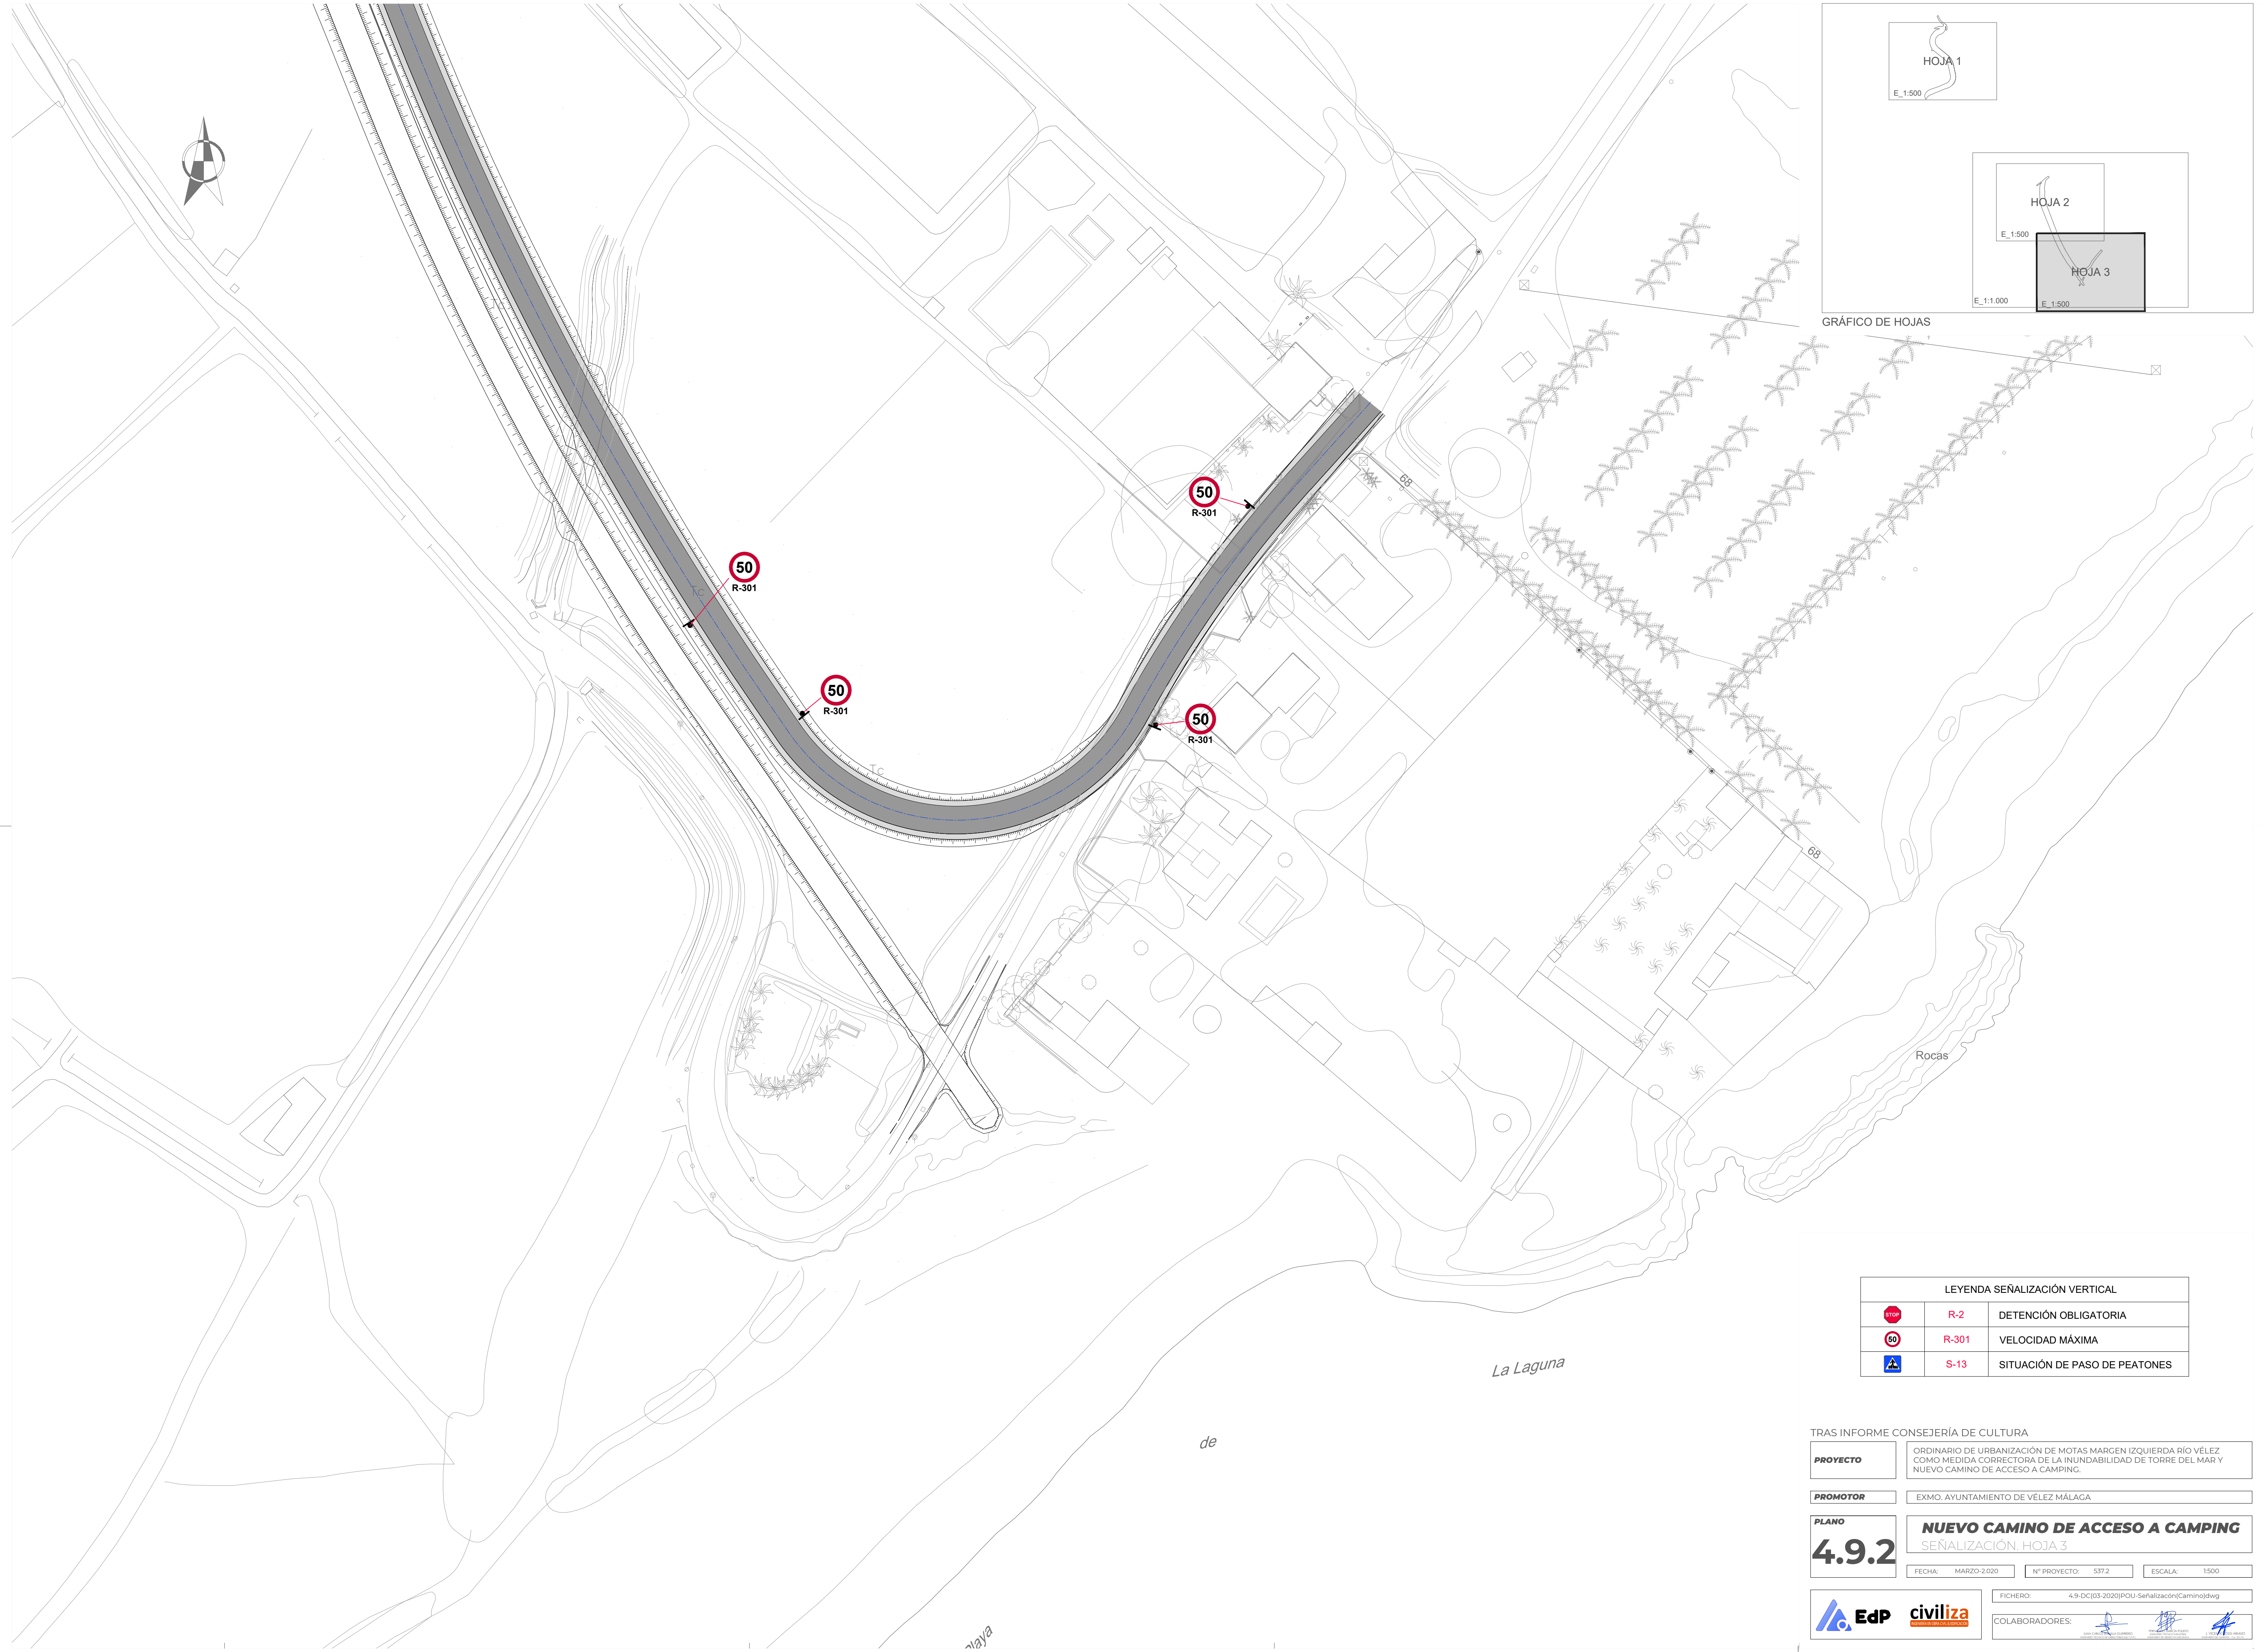 HOJA 1
E_1:500
HOJA 2
E_1:500
HOJA 3
E_1:1.000
E_1:500
GRÁFICO DE HOJAS
Tc
68
50
R-301
50
R-301
Tc
50
R-301
50
R-301
Tc
68
Rocas
La Laguna
de
Playa
LEYENDA SEÑALIZACIÓN VERTICAL
STOP R-2 DETENCIÓN OBLIGATORIA
50 R-301 VELOCIDAD MÁXIMA
S-13 SITUACIÓN DE PASO DE PEATONES
TRAS INFORME CONSEJERÍA DE CULTURA
PROYECTO
ORDINARIO DE URBANIZACIÓN DE MOTAS MARGEN IZQUIERDA RÍO VÉLEZ
COMO MEDIDA CORRECTORA DE LA INUNDABILIDAD DE TORRE DEL MAR Y
NUEVO CAMINO DE ACCESO A CAMPING.
PROMOTOR
EXMO. AYUNTAMIENTO DE VÉLEZ MÁLAGA
PLANO
4.9.2
NUEVO CAMINO DE ACCESO A CAMPING
SEÑALIZACIÓN. HOJA 3
FECHA: MARZO-2.020
Nº PROYECTO: 537.2
ESCALA: 1:500
EdP
civiliza
FICHERO: 4.9-DC(03-2020)POU-Señalizacón(Camino)dwg
COLABORADORES: